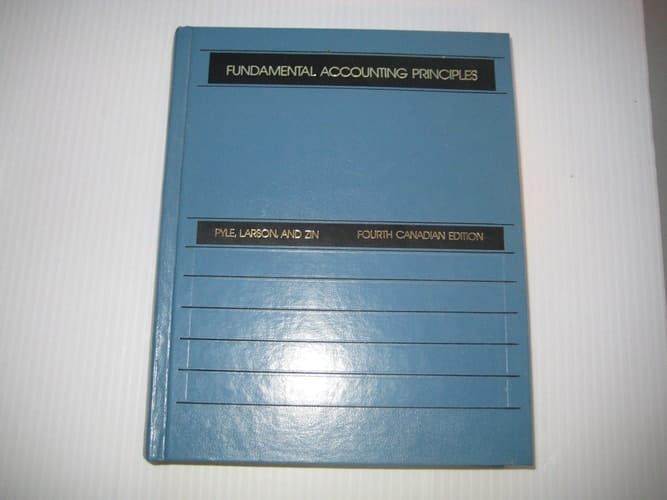 FUNDAMENTAL ACCOUNTING PRINCIPLES
PYLE, LARSON, AND ZIN FOURTH CANADIAN EDITION